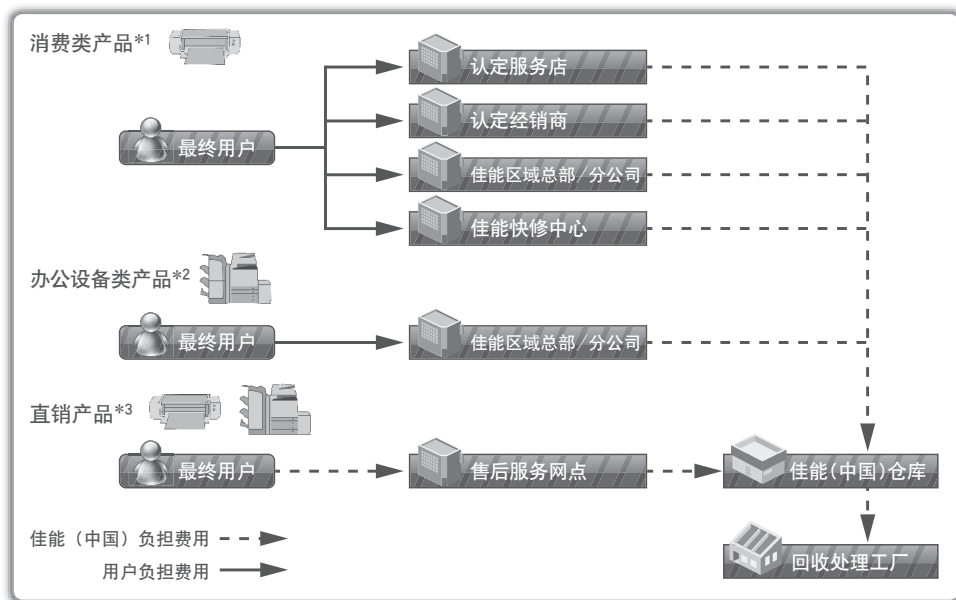 消费类产品*1
最终用户
认定服务店
认定经销商
佳能区域总部/分公司
佳能快修中心
办公设备类产品*2
最终用户
佳能区域总部/分公司
直销产品*3
最终用户
售后服务网点
佳能(中国)仓库
佳能（中国）负担费用
用户负担费用
回收处理工厂